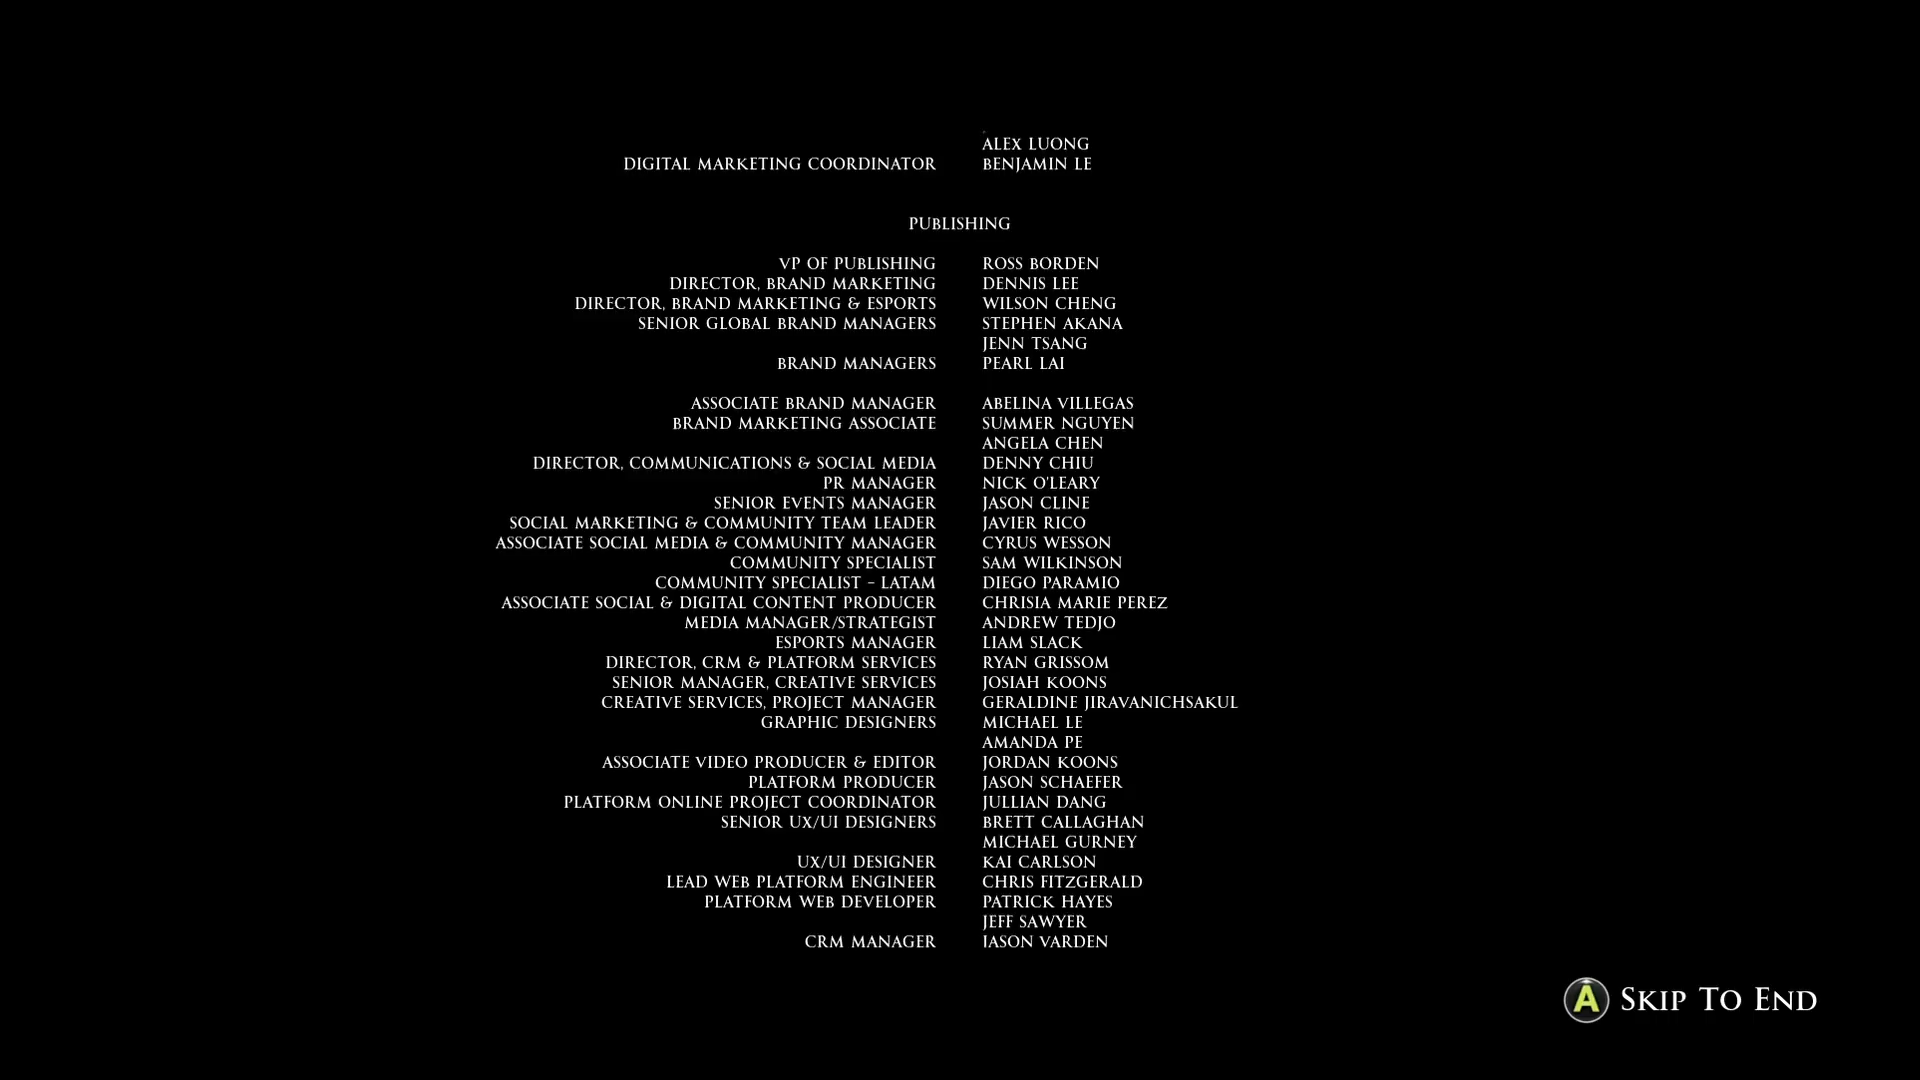 ALEX LUONG
DIGITAL MARKETING COORDINATOR BENJAMIN LE
PUBLISHING
VP OF PUBLISHING ROSS BORDEN
DIRECTOR, BRAND MARKETING DENNIS LEE
DIRECTOR, BRAND MARKETING & ESPORTS WILSON CHENG
SENIOR GLOBAL BRAND MANAGERS STEPHEN AKANA
JENN TSANG
BRAND MANAGERS PEARL LAI
ASSOCIATE BRAND MANAGER ABELINA VILLEGAS
BRAND MARKETING ASSOCIATE SUMMER NGUYEN
ANGELA CHEN
DIRECTOR, COMMUNICATIONS & SOCIAL MEDIA DENNY CHIU
PR MANAGER NICK O'LEARY
SENIOR EVENTS MANAGER JASON CLINE
SOCIAL MARKETING & COMMUNITY TEAM LEADER JAVIER RICO
ASSOCIATE SOCIAL MEDIA & COMMUNITY MANAGER CYRUS WESSON
COMMUNITY SPECIALIST SAM WILKINSON
COMMUNITY SPECIALIST - LATAM DIEGO PARAMIO
ASSOCIATE SOCIAL & DIGITAL CONTENT PRODUCER CHRISIA MARIE PEREZ
MEDIA MANAGER/STRATEGIST ANDREW TEDJO
ESPORTS MANAGER LIAM SLACK
DIRECTOR, CRM & PLATFORM SERVICES RYAN GRISSOM
SENIOR MANAGER, CREATIVE SERVICES JOSIAH KOONS
CREATIVE SERVICES, PROJECT MANAGER GERALDINE JIRAVANICHSAKUL
GRAPHIC DESIGNERS MICHAEL LE
AMANDA PE
ASSOCIATE VIDEO PRODUCER & EDITOR JORDAN KOONS
PLATFORM PRODUCER JASON SCHAEFER
PLATFORM ONLINE PROJECT COORDINATOR JULLIAN DANG
SENIOR UX/UI DESIGNERS BRETT CALLAGHAN
MICHAEL GURNEY
UX/UI DESIGNER KAI CARLSON
LEAD WEB PLATFORM ENGINEER CHRIS FITZGERALD
PLATFORM WEB DEVELOPER PATRICK HAYES
JEFF SAWYER
CRM MANAGER JASON VARDEN
A SKIP TO END